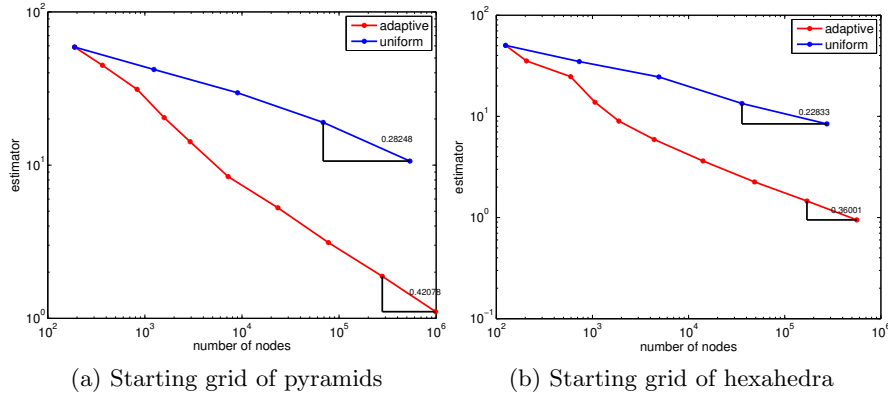 10^2
adaptive
uniform
0.28248
10^1
estimator
0.42078
10^0
10^2 10^3 10^4 10^5 10^6
number of nodes
(a) Starting grid of pyramids
10^2
adaptive
uniform
0.22833
10^1
estimator
10^0
0.36001
10^-1
10^2 10^3 10^4 10^5 10^6
number of nodes
(b) Starting grid of hexahedra